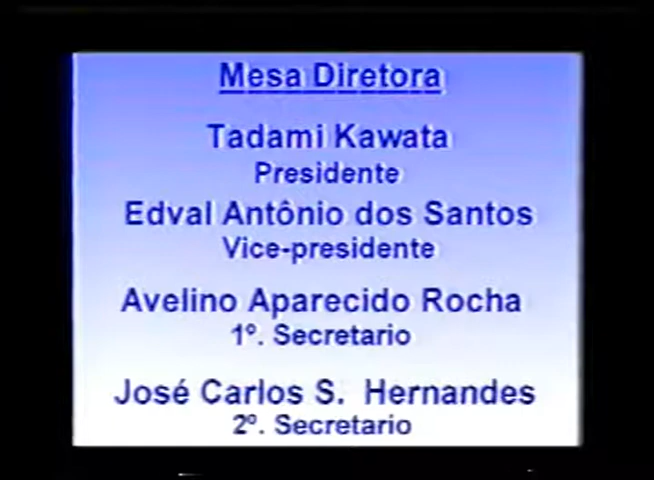 Mesa Diretora
Tadami Kawata
Presidente
Edval Antônio dos Santos
Vice-presidente
Avelino Aparecido Rocha
1º. Secretario
José Carlos S. Hernandes
2º. Secretario